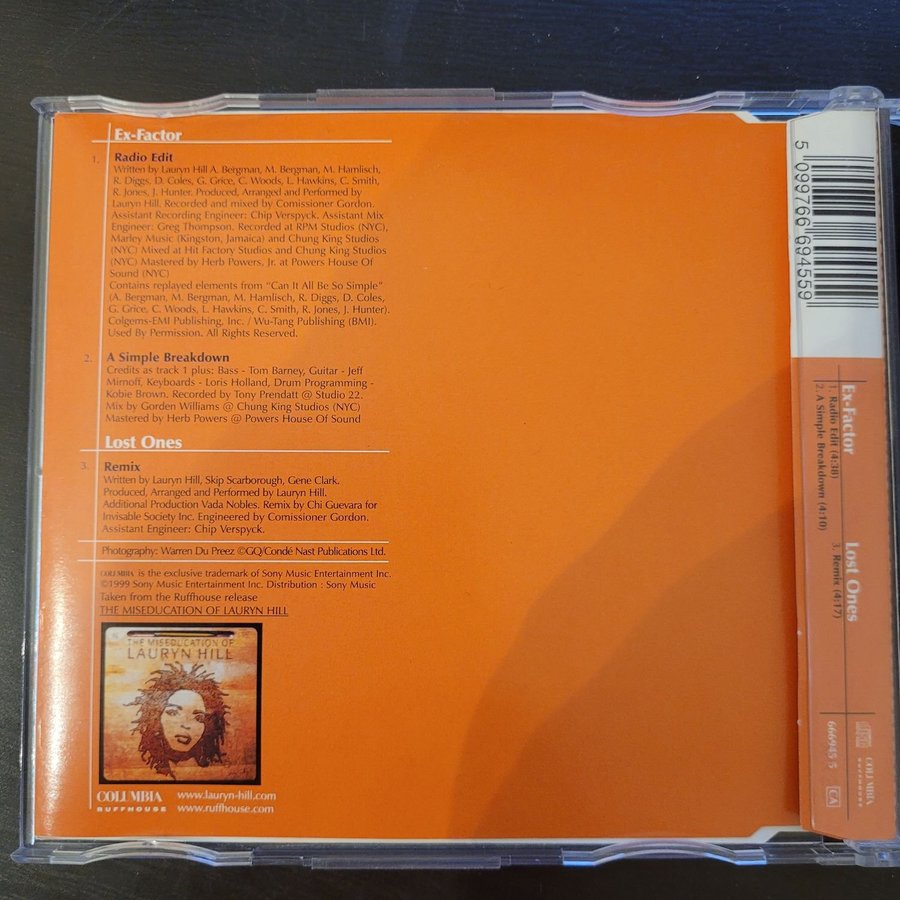 Ex-Factor
1. Radio Edit
Written by Lauryn Hill A. Bergman, M. Bergman, M. Hamlisch,
R. Diggs, D. Coles, G. Grice, C. Woods, L. Hawkins, C. Smith,
R. Jones, J. Hunter. Produced, Arranged and Performed by
Lauryn Hill. Recorded and mixed by Comissioner Gordon.
Assistant Recording Engineer: Chip Verspyck. Assistant Mix
Engineer: Greg Thompson. Recorded at RPM Studios (NYC),
Marley Music (Kingston, Jamaica) and Chung King Studios
(NYC) Mixed at Hit Factory Studios and Chung King Studios
(NYC) Mastered by Herb Powers. Jr. at Powers House Of
Sound (NYC)
Contains replayed elements from "Can It All Be So Simple"
(A. Bergman, M. Bergman, M. Hamlisch, R. Diggs, D. Coles,
G. Grice, C. Woods, L. Hawkins, C. Smith, R. Jones, J. Hunter).
Colgems-EMI Publishing, Inc. / Wu-Tang Publishing (BMI).
Used By Permission. All Rights Reserved.
2. A Simple Breakdown
Credits as track 1 plus: Bass - Tom Barney, Guitar - Jeff
Mirnoff, Keyboards - Loris Holland, Drum Programming -
Kobie Brown. Recorded by Tony Prendatt @ Studio 22.
Mix by Gorden Williams @ Chung King Studios (NYC)
Mastered by Herb Powers @ Powers House Of Sound
Lost Ones
3. Remix
Written by Lauryn Hill, Skip Scarborough, Gene Clark.
Produced, Arranged and Performed by Lauryn Hill.
Additional Production Vada Nobles. Remix by Chi Guevara for
Invisable Society Inc. Engineered by Comissioner Gordon.
Assistant Engineer: Chip Verspyck.
Photography: Warren Du Preez ©GQ/Condé Nast Publications Ltd.
COLUMBIA is the exclusive trademark of Sony Music Entertainment Inc.
©1999 Sony Music Entertainment Inc. Distribution : Sony Music
Taken from the Ruffhouse release
THE MISEDUCATION OF LAURYN HILL
THE MISEDUCATION OF
LAURYN HILL
COLUMBIA
RUFFHOUSE
www.lauryn-hill.com
www.ruffhouse.com
5 099766 694559
Ex-Factor
1. Radio Edit (4:38)
2. A Simple Breakdown (4:10)
Lost Ones
3. Remix (4:17)
COLUMBIA
RUFFHOUSE
666945 5
CA